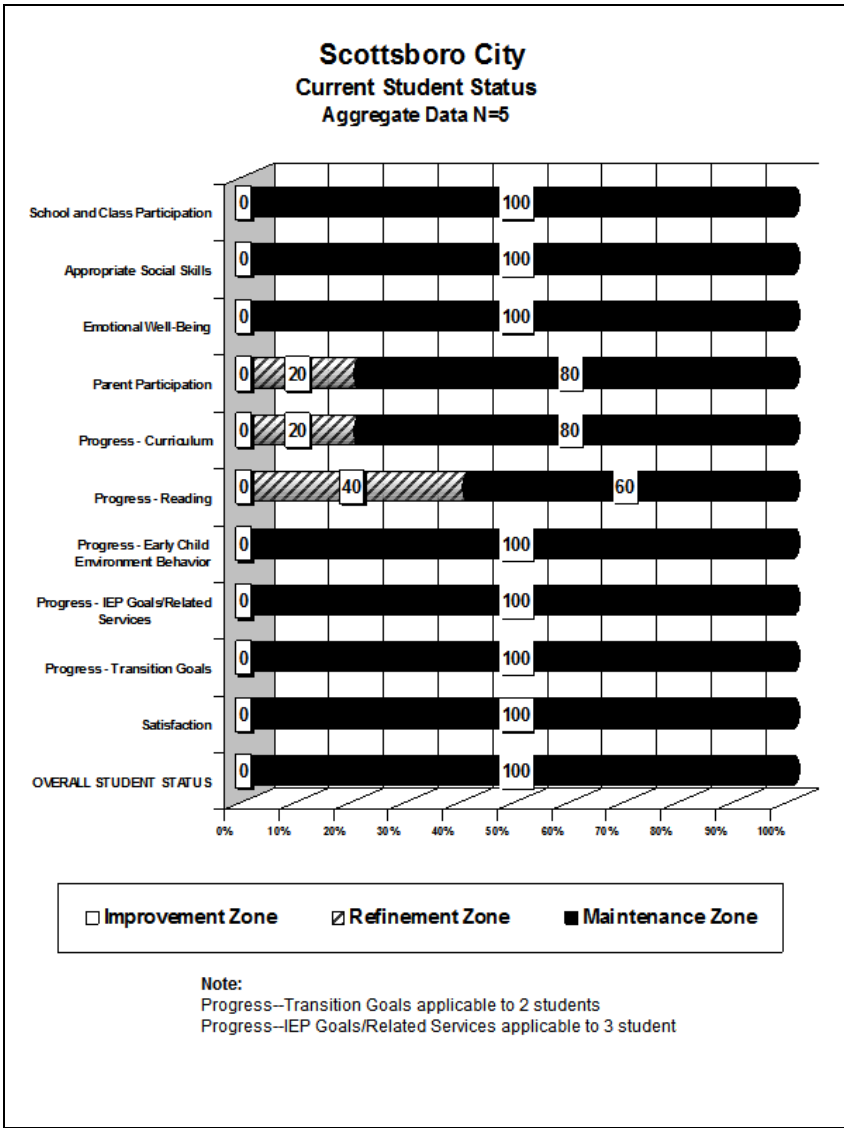 Scottsboro City
Current Student Status
Aggregate Data N=5
School and Class Participation
0 100
Appropriate Social Skills
0 100
Emotional Well-Being
0 100
Parent Participation
0 20 80
Progress - Curriculum
0 20 80
Progress - Reading
0 40 60
Progress - Early Child
Environment Behavior
0 100
Progress - IEP Goals/Related
Services
0 100
Progress - Transition Goals
0 100
Satisfaction
0 100
OVERALL STUDENT STATUS
0 100
0% 10% 20% 30% 40% 50% 60% 70% 80% 90% 100%
Improvement Zone Refinement Zone Maintenance Zone
Note:
Progress--Transition Goals applicable to 2 students
Progress--IEP Goals/Related Services applicable to 3 student